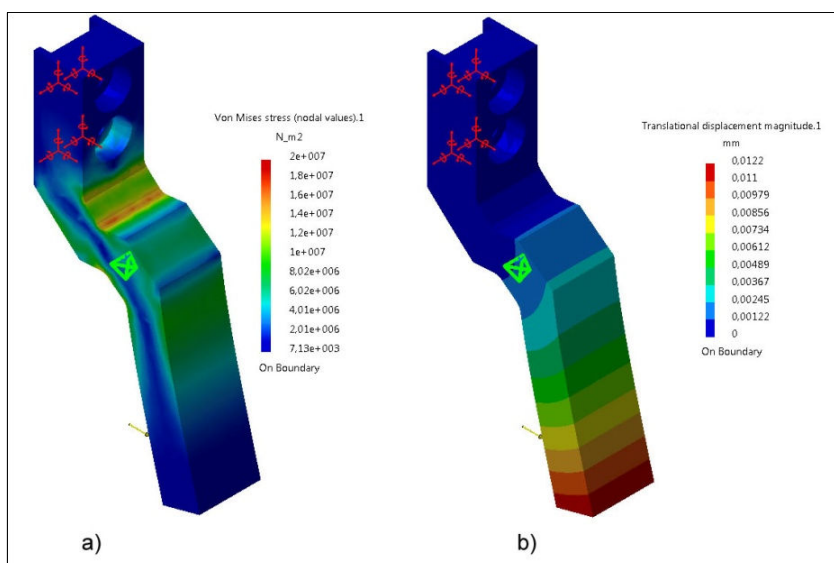 Von Mises stress (nodal values).1
N_m2
2e+007
1,8e+007
1,6e+007
1,4e+007
1,2e+007
1e+007
8,02e+006
6,02e+006
4,01e+006
2,01e+006
7,13e+003
On Boundary
a)
Translational displacement magnitude.1
mm
0,0122
0,011
0,00979
0,00856
0,00734
0,00612
0,00489
0,00367
0,00245
0,00122
0
On Boundary
b)